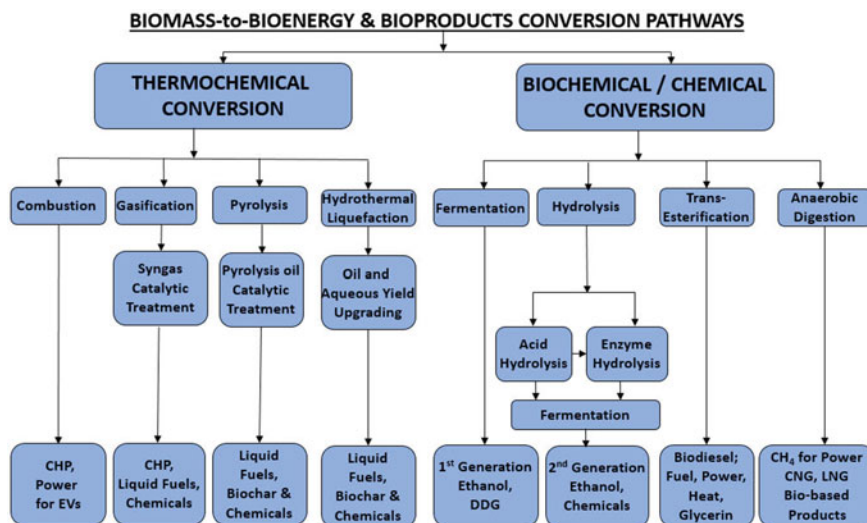 BIOMASS-to-BIOENERGY & BIOPRODUCTS CONVERSION PATHWAYS
THERMOCHEMICAL
CONVERSION
BIOCHEMICAL / CHEMICAL
CONVERSION
Combustion
Gasification
Pyrolysis
Hydrothermal
Liquefaction
Fermentation
Hydrolysis
Trans-
Esterification
Anaerobic
Digestion
Syngas
Catalytic
Treatment
Pyrolysis oil
Catalytic
Treatment
Oil and
Aqueous Yield
Upgrading
Acid
Hydrolysis
Enzyme
Hydrolysis
Fermentation
CHP,
Power
for EVs
CHP,
Liquid Fuels,
Chemicals
Liquid
Fuels,
Biochar &
Chemicals
Liquid
Fuels,
Biochar &
Chemicals
1st Generation
Ethanol,
DDG
2nd Generation
Ethanol,
Chemicals
Biodiesel;
Fuel, Power,
Heat,
Glycerin
CH4 for Power
CNG, LNG
Bio-based
Products